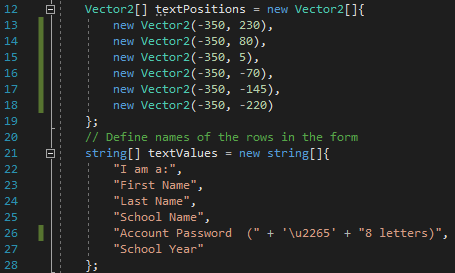 12 Vector2[] textPositions = new Vector2[]{
13 new Vector2(-350, 230),
14 new Vector2(-350, 80),
15 new Vector2(-350, 5),
16 new Vector2(-350, -70),
17 new Vector2(-350, -145),
18 new Vector2(-350, -220)
19 };
20 // Define names of the rows in the form
21 string[] textValues = new string[]{
22 "I am a:",
23 "First Name",
24 "Last Name",
25 "School Name",
26 "Account Password  (" + '\u2265' + "8 letters)",
27 "School Year"
28 };